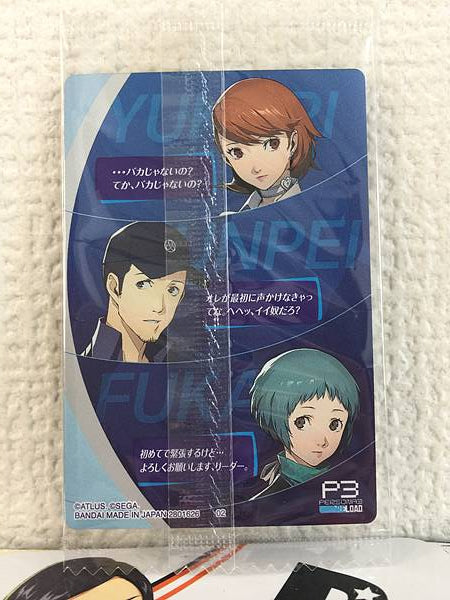 YUKARI
・・・バカじゃないの?
てか、バカじゃないの?
JUNPEI
オレが最初に声かけなきゃっ
てな。ヘヘッ、イイ奴だろ?
FUKA
初めてで緊張するけど…
よろしくお願いします、リーダー。
P3
PERSONA3
RELOAD
©ATLUS. ©SEGA.
BANDAI MADE IN JAPAN 2801626 02